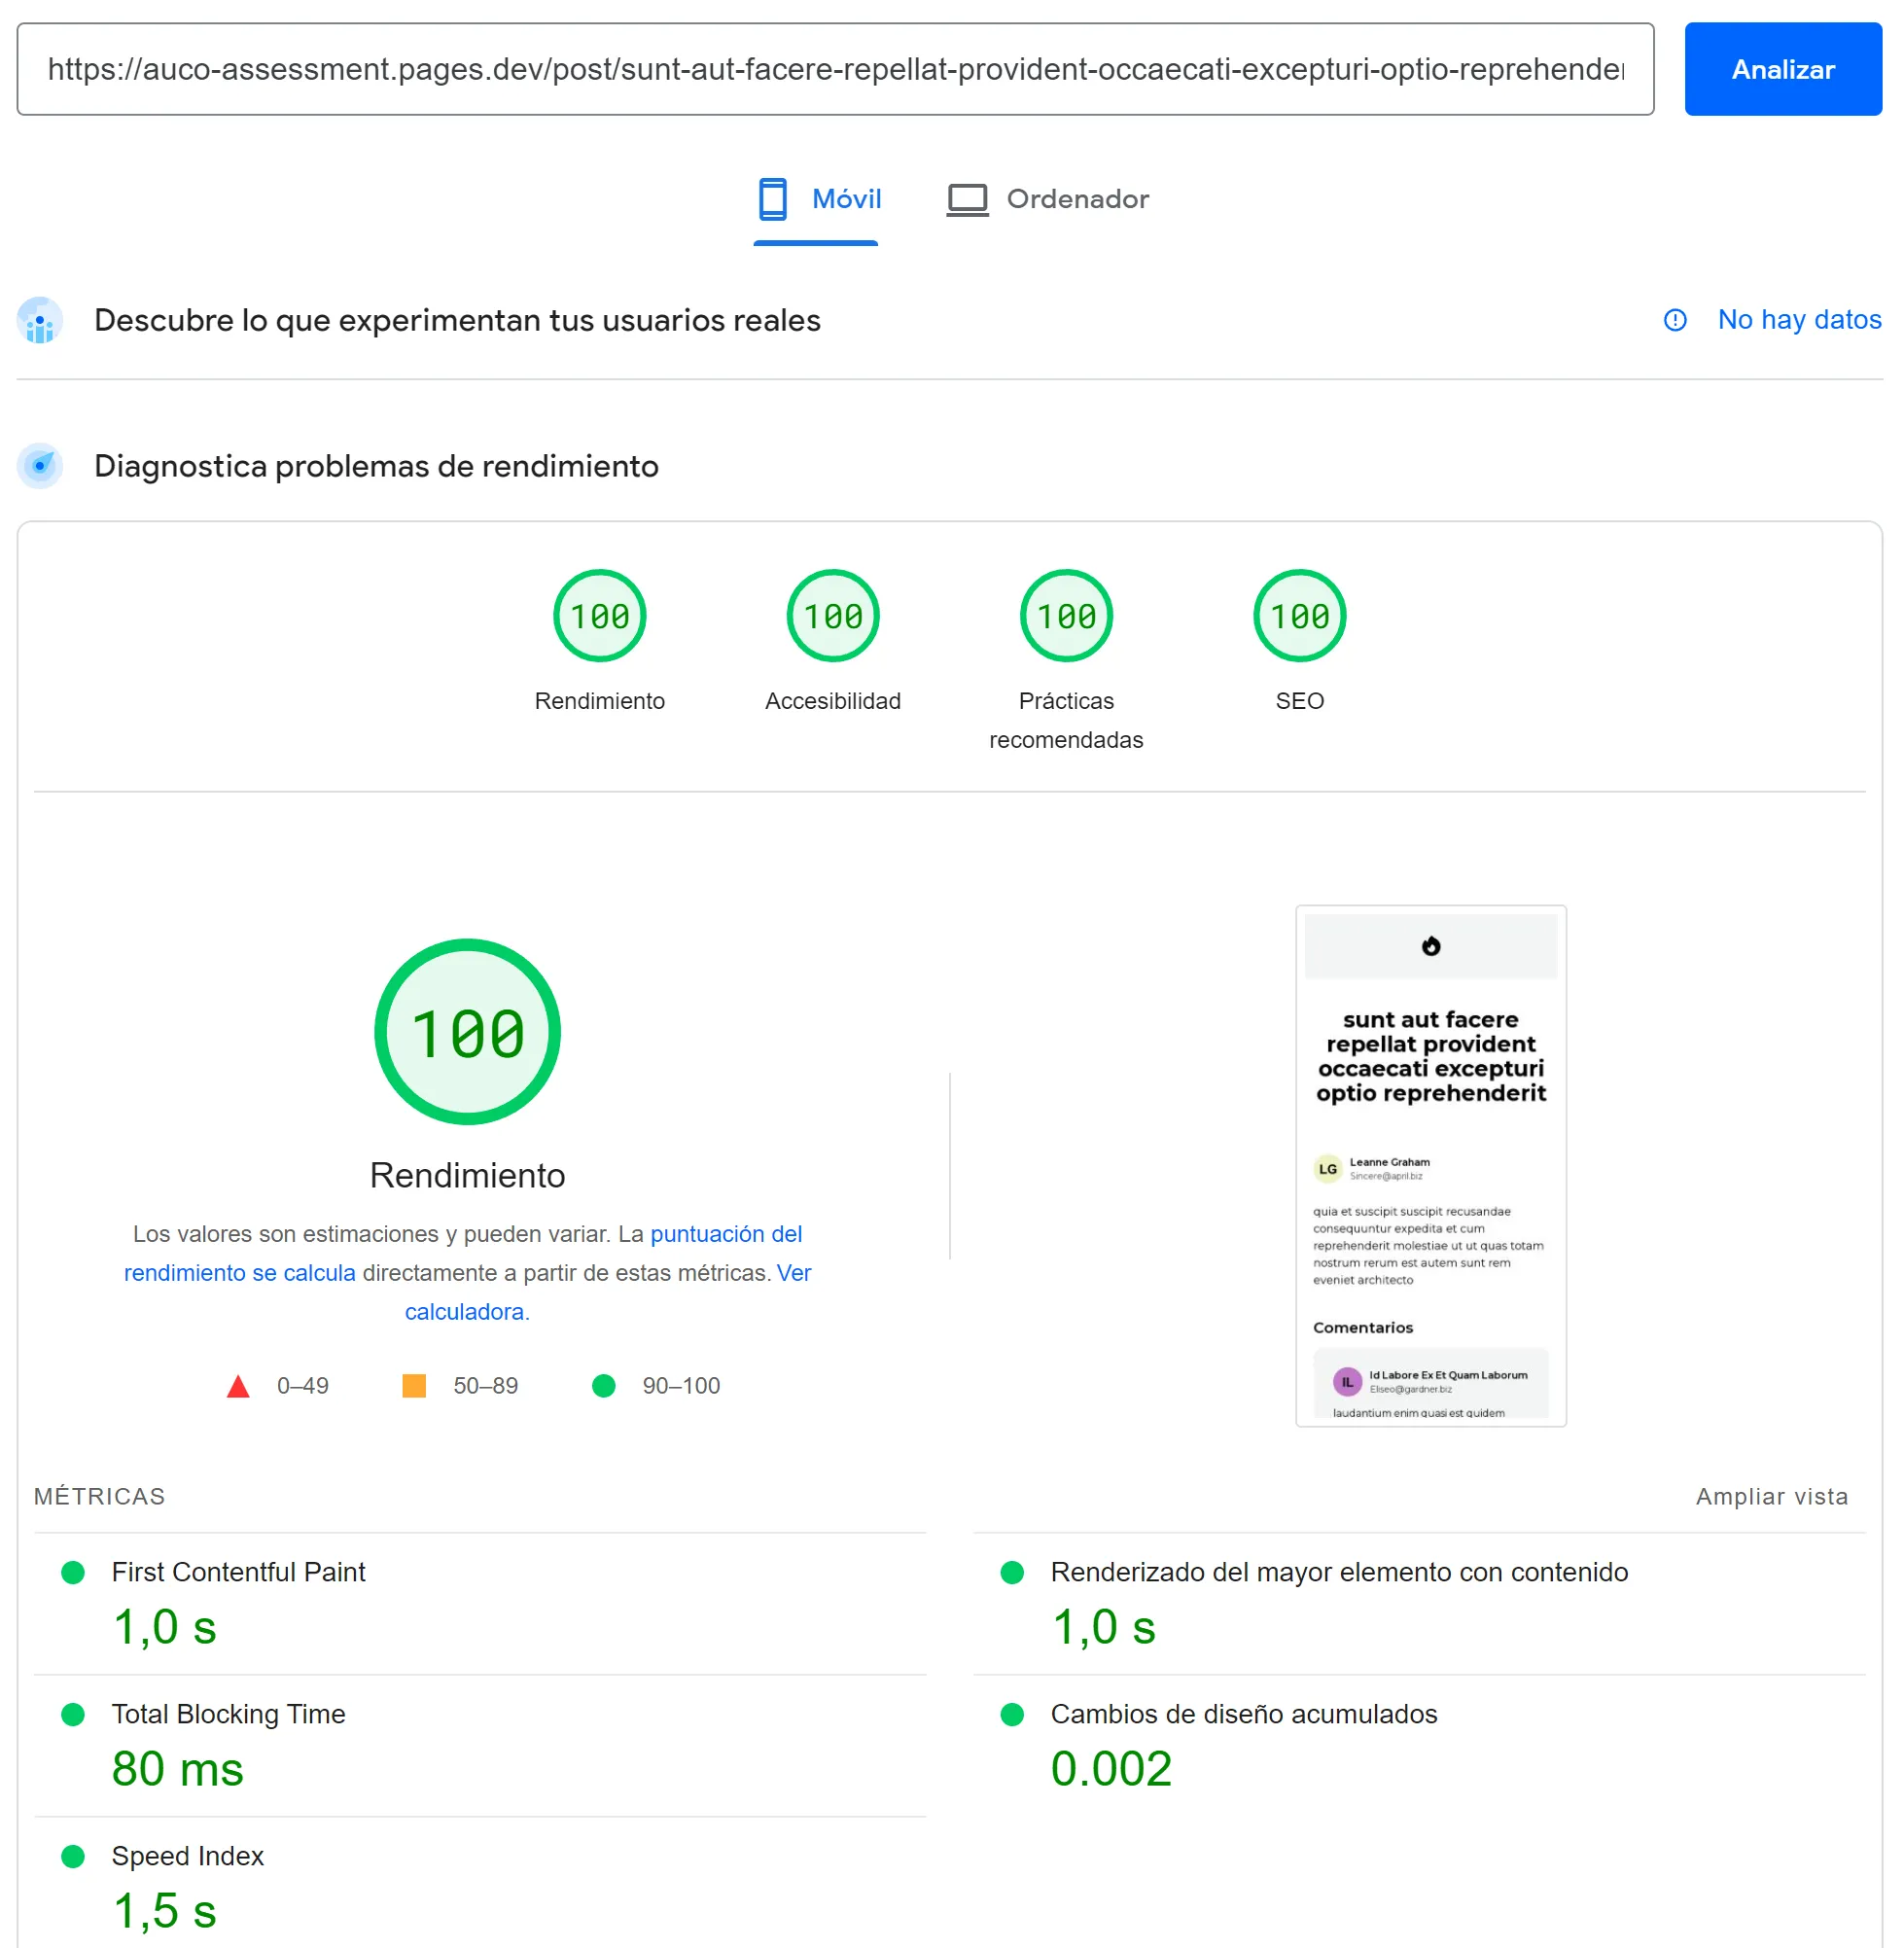 https://auco-assessment.pages.dev/post/sunt-aut-facere-repellat-provident-occaecati-excepturi-optio-reprehender
Analizar
Móvil
Ordenador
Descubre lo que experimentan tus usuarios reales
No hay datos
Diagnostica problemas de rendimiento
100
100
100
100
Rendimiento
Accesibilidad
Prácticas
recomendadas
SEO
100
Rendimiento
Los valores son estimaciones y pueden variar. La puntuación del
rendimiento se calcula directamente a partir de estas métricas. Ver
calculadora.
0–49
50–89
90–100
sunt aut facere
repellat provident
occaecati excepturi
optio reprehenderit
LG
Leanne Graham
Sincere@april.biz
quia et suscipit suscipit recusandae
consequuntur expedita et cum
reprehenderit molestiae ut ut quas totam
nostrum rerum est autem sunt rem
eveniet architecto
Comentarios
IL
Id Labore Ex Et Quam Laborum
Eliseo@gardner.biz
laudantium enim quasi est quidem
MÉTRICAS
Ampliar vista
First Contentful Paint
1,0 s
Renderizado del mayor elemento con contenido
1,0 s
Total Blocking Time
80 ms
Cambios de diseño acumulados
0.002
Speed Index
1,5 s